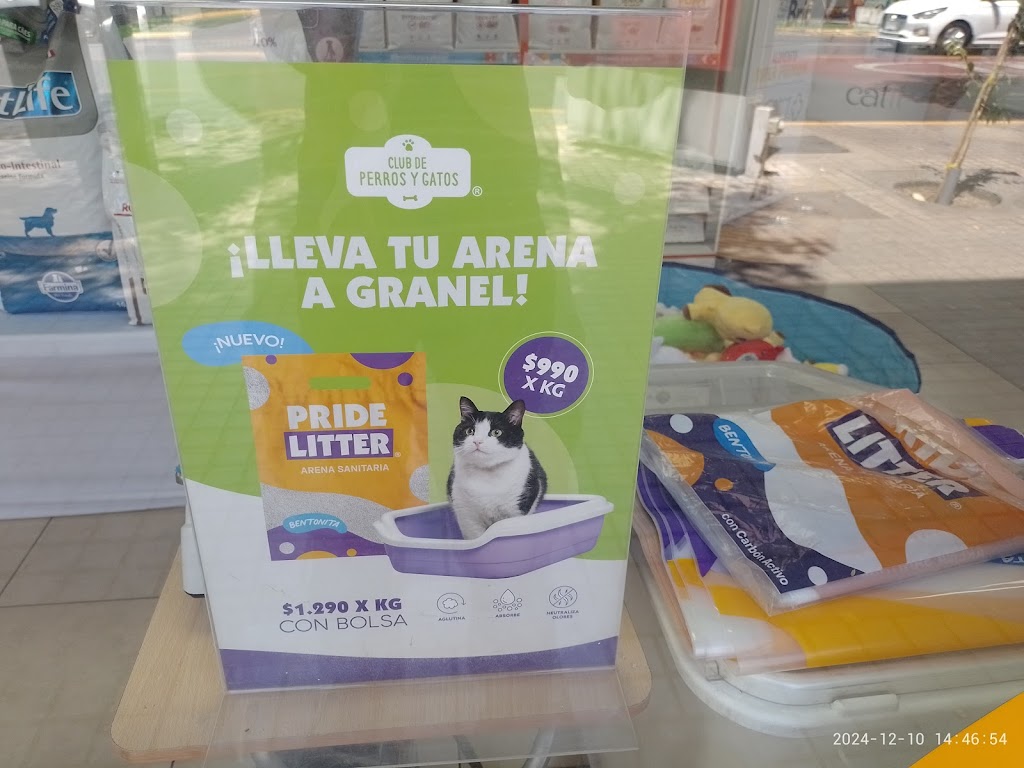 CLUB DE
PERROS Y GATOS
®
¡LLEVA TU ARENA
A GRANEL!
¡NUEVO!
$990
X KG
PRIDE
LITTER®
ARENA SANITARIA
BENTONITA
$1.290 X KG
CON BOLSA
AGLUTINA
ABSORBE
NEUTRALIZA
OLORES
LITTER
con Carbón Activo
Farmina
2024-12-10 14:46:54